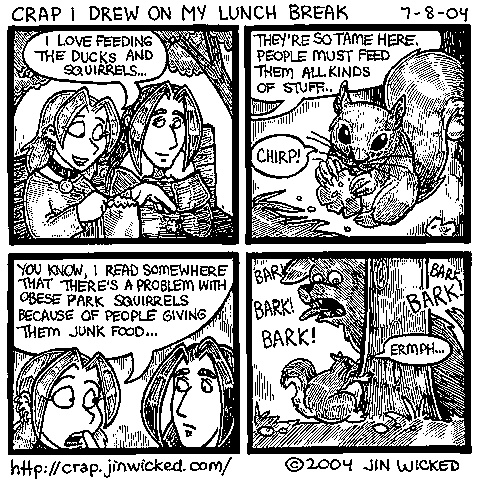 CRAP I DREW ON MY LUNCH BREAK 7-8-04
I LOVE FEEDING
THE DUCKS AND
SQUIRRELS...
THEY'RE SO TAME HERE.
PEOPLE MUST FEED
THEM ALL KINDS
OF STUFF..
CHIRP!
YOU KNOW, I READ SOMEWHERE
THAT THERE'S A PROBLEM WITH
OBESE PARK SQUIRRELS
BECAUSE OF PEOPLE GIVING
THEM JUNK FOOD...
BARK
BARK!
BARK!
BARK
BARK!
ERMPH...
http://crap.jinwicked.com/ ©2004 JIN WICKED